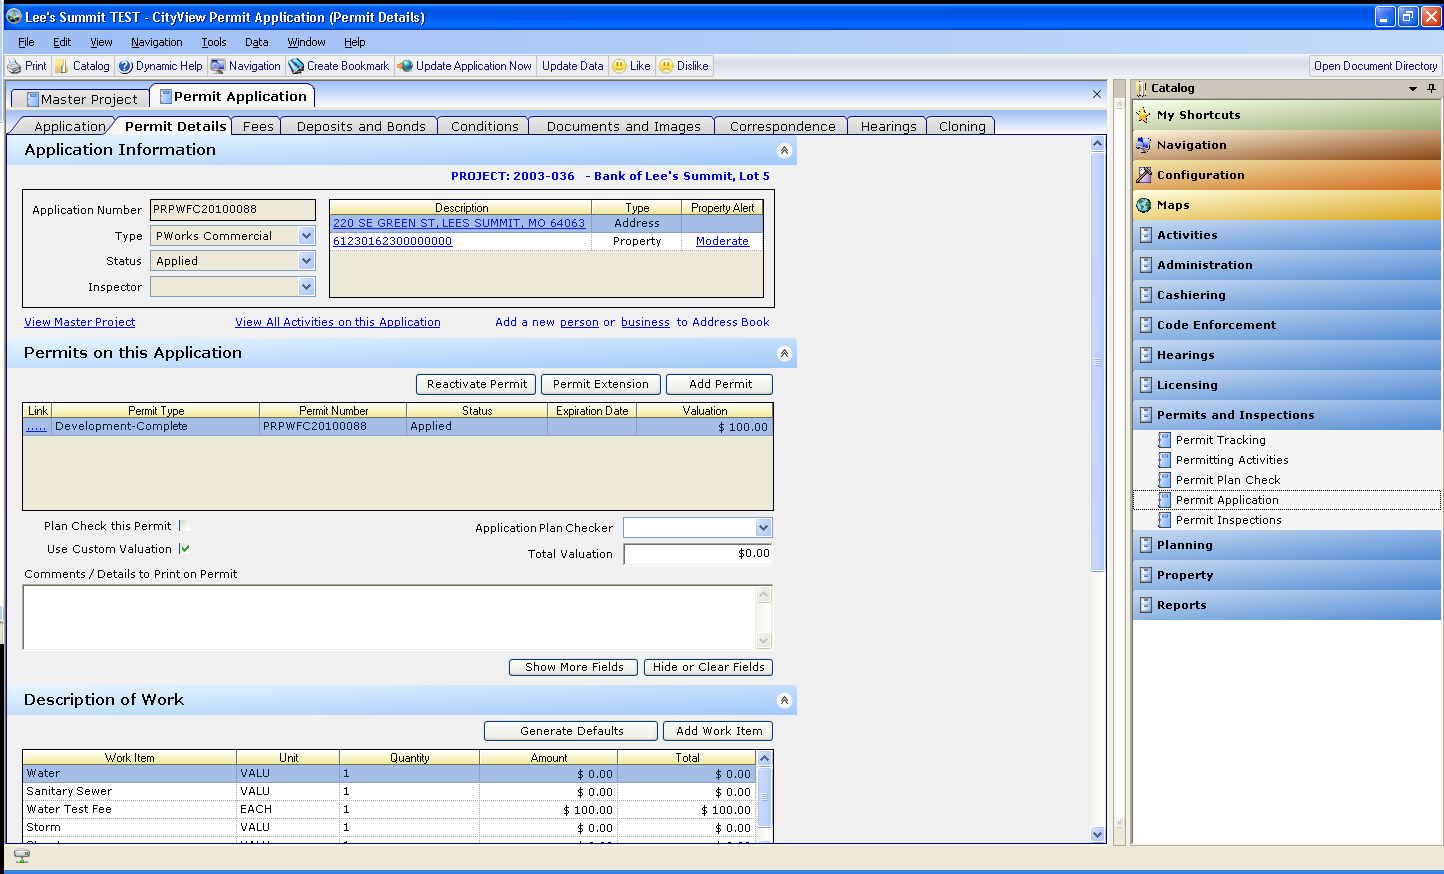 Lee's Summit TEST - CityView Permit Application (Permit Details)
File Edit View Navigation Tools Data Window Help
Print Catalog Dynamic Help Navigation Create Bookmark Update Application Now Update Data Like Dislike Open Document Directory
Master Project Permit Application
Application Permit Details Fees Deposits and Bonds Conditions Documents and Images Correspondence Hearings Cloning
Application Information
PROJECT: 2003-036 - Bank of Lee's Summit, Lot 5
Application Number PRPWFC20100088
Type PWorks Commercial
Status Applied
Inspector
Description Type Property Alert
220 SE GREEN ST, LEES SUMMIT, MO 64063 Address
61230162300000000 Property Moderate
View Master Project View All Activities on this Application Add a new person or business to Address Book
Permits on this Application
Reactivate Permit Permit Extension Add Permit
Link Permit Type Permit Number Status Expiration Date Valuation
..... Development-Complete PRPWFC20100088 Applied $ 100.00
Plan Check this Permit Application Plan Checker
Use Custom Valuation Total Valuation $0.00
Comments / Details to Print on Permit
Show More Fields Hide or Clear Fields
Description of Work
Generate Defaults Add Work Item
Work Item Unit Quantity Amount Total
Water VALU 1 $ 0.00 $ 0.00
Sanitary Sewer VALU 1 $ 0.00 $ 0.00
Water Test Fee EACH 1 $ 100.00 $ 100.00
Storm VALU 1 $ 0.00 $ 0.00
Catalog
My Shortcuts
Navigation
Configuration
Maps
Activities
Administration
Cashiering
Code Enforcement
Hearings
Licensing
Permits and Inspections
Permit Tracking
Permitting Activities
Permit Plan Check
Permit Application
Permit Inspections
Planning
Property
Reports